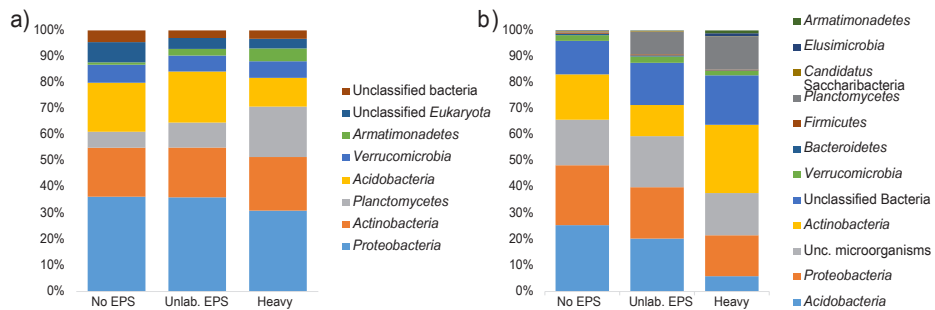 a)
100%
90%
80%
70%
60%
50%
40%
30%
20%
10%
0%
No EPS
Unlab. EPS
Heavy
Unclassified bacteria
Unclassified Eukaryota
Armatimonadetes
Verrucomicrobia
Acidobacteria
Planctomycetes
Actinobacteria
Proteobacteria
b)
100%
90%
80%
70%
60%
50%
40%
30%
20%
10%
0%
No EPS
Unlab. EPS
Heavy
Armatimonadetes
Elusimicrobia
Candidatus
Saccharibacteria
Planctomycetes
Firmicutes
Bacteroidetes
Verrucomicrobia
Unclassified Bacteria
Actinobacteria
Unc. microorganisms
Proteobacteria
Acidobacteria